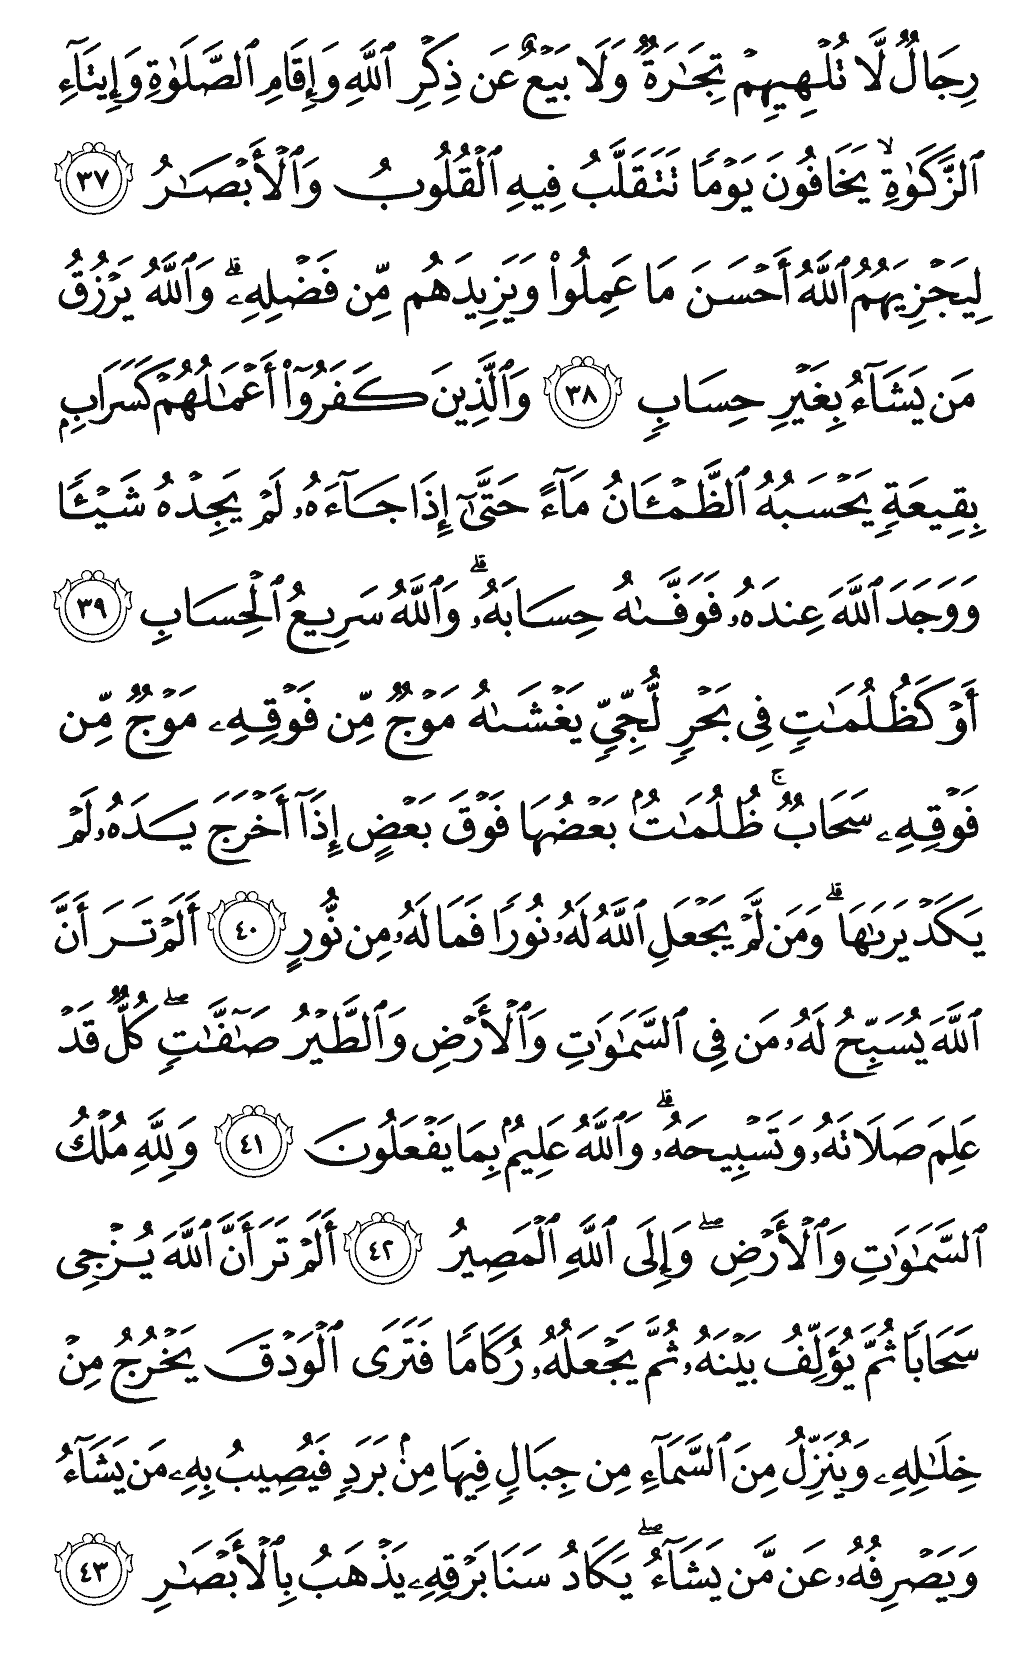 رِجَالٌ لَّا تُلْهِيهِمْ تِجَٰرَةٌ وَلَا بَيْعٌ عَن ذِكْرِ ٱللَّهِ وَإِقَامِ ٱلصَّلَوٰةِ وَإِيتَآءِ
ٱلزَّكَوٰةِ ۙ يَخَافُونَ يَوْمًا تَتَقَلَّبُ فِيهِ ٱلْقُلُوبُ وَٱلْأَبْصَٰرُ ٣٧
لِيَجْزِيَهُمُ ٱللَّهُ أَحْسَنَ مَا عَمِلُوا۟ وَيَزِيدَهُم مِّن فَضْلِهِۦ ۗ وَٱللَّهُ يَرْزُقُ
مَن يَشَآءُ بِغَيْرِ حِسَابٍ ٣٨ وَٱلَّذِينَ كَفَرُوٓا۟ أَعْمَٰلُهُمْ كَسَرَابٍۭ
بِقِيعَةٍ يَحْسَبُهُ ٱلظَّمْـَٔانُ مَآءً حَتَّىٰٓ إِذَا جَآءَهُۥ لَمْ يَجِدْهُ شَيْـًٔا
وَوَجَدَ ٱللَّهَ عِندَهُۥ فَوَفَّىٰهُ حِسَابَهُۥ ۗ وَٱللَّهُ سَرِيعُ ٱلْحِسَابِ ٣٩
أَوْ كَظُلُمَٰتٍ فِى بَحْرٍ لُّجِّىٍّ يَغْشَىٰهُ مَوْجٌ مِّن فَوْقِهِۦ مَوْجٌ مِّن
فَوْقِهِۦ سَحَابٌ ۚ ظُلُمَٰتٌۢ بَعْضُهَا فَوْقَ بَعْضٍ إِذَآ أَخْرَجَ يَدَهُۥ لَمْ
يَكَدْ يَرَىٰهَا ۗ وَمَن لَّمْ يَجْعَلِ ٱللَّهُ لَهُۥ نُورًا فَمَا لَهُۥ مِن نُّورٍ ٤٠ أَلَمْ تَرَ أَنَّ
ٱللَّهَ يُسَبِّحُ لَهُۥ مَن فِى ٱلسَّمَٰوَٰتِ وَٱلْأَرْضِ وَٱلطَّيْرُ صَٰٓفَّٰتٍ ۖ كُلٌّ قَدْ
عَلِمَ صَلَاتَهُۥ وَتَسْبِيحَهُۥ ۗ وَٱللَّهُ عَلِيمٌۢ بِمَا يَفْعَلُونَ ٤١ وَلِلَّهِ مُلْكُ
ٱلسَّمَٰوَٰتِ وَٱلْأَرْضِ ۖ وَإِلَى ٱللَّهِ ٱلْمَصِيرُ ٤٢ أَلَمْ تَرَ أَنَّ ٱللَّهَ يُزْجِى
سَحَابًا ثُمَّ يُؤَلِّفُ بَيْنَهُۥ ثُمَّ يَجْعَلُهُۥ رُكَامًا فَتَرَى ٱلْوَدْقَ يَخْرُجُ مِنْ
خِلَٰلِهِۦ وَيُنَزِّلُ مِنَ ٱلسَّمَآءِ مِن جِبَالٍ فِيهَا مِنۢ بَرَدٍ فَيُصِيبُ بِهِۦ مَن يَشَآءُ
وَيَصْرِفُهُۥ عَن مَّن يَشَآءُ ۖ يَكَادُ سَنَا بَرْقِهِۦ يَذْهَبُ بِٱلْأَبْصَٰرِ ٤٣